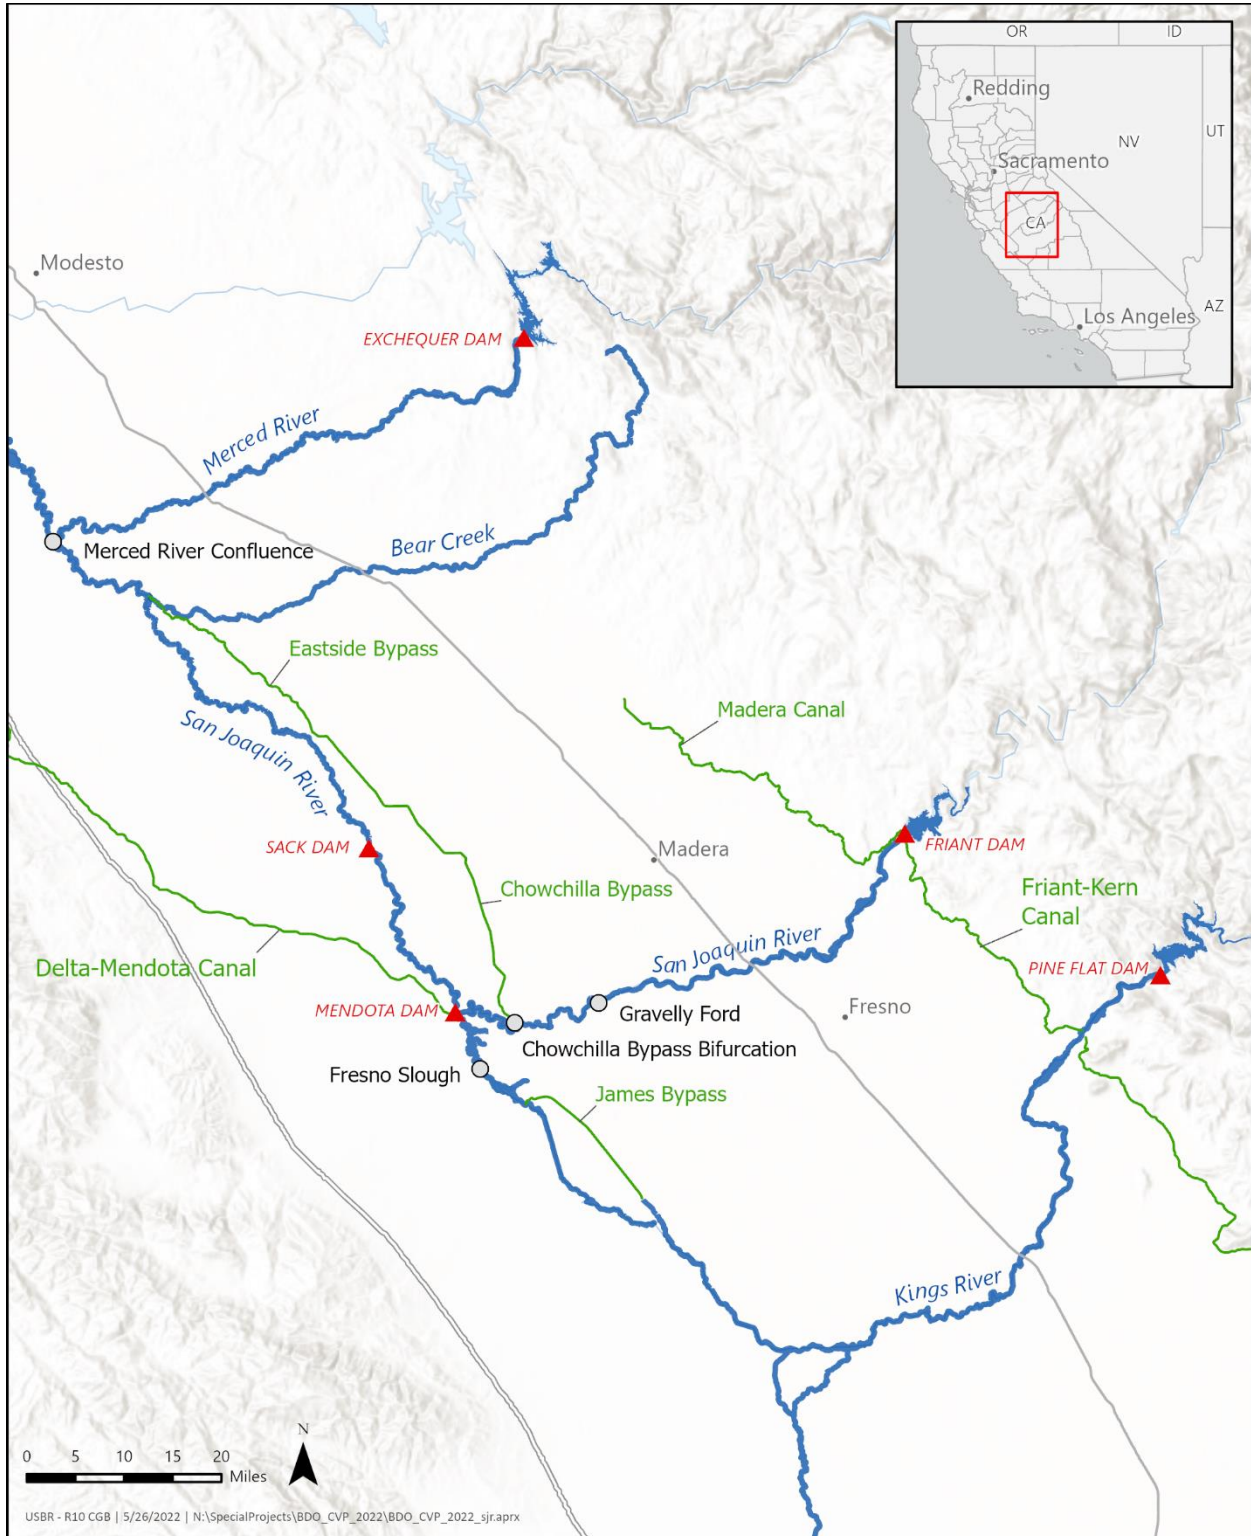 OR
ID
Redding
NV
UT
Sacramento
CA
AZ
Los Angeles
Modesto
EXCHEQUER DAM
Merced River
Bear Creek
Merced River Confluence
Eastside Bypass
San Joaquin River
Madera Canal
SACK DAM
Madera
FRIANT DAM
Chowchilla Bypass
Friant-Kern
Canal
San Joaquin River
Delta-Mendota Canal
PINE FLAT DAM
MENDOTA DAM
Gravelly Ford
Fresno
Chowchilla Bypass Bifurcation
Fresno Slough
James Bypass
Kings River
N
0 5 10 15 20
Miles
USBR - R10 CGB | 5/26/2022 | N:\SpecialProjects\BDO_CVP_2022\BDO_CVP_2022_sjr.aprx